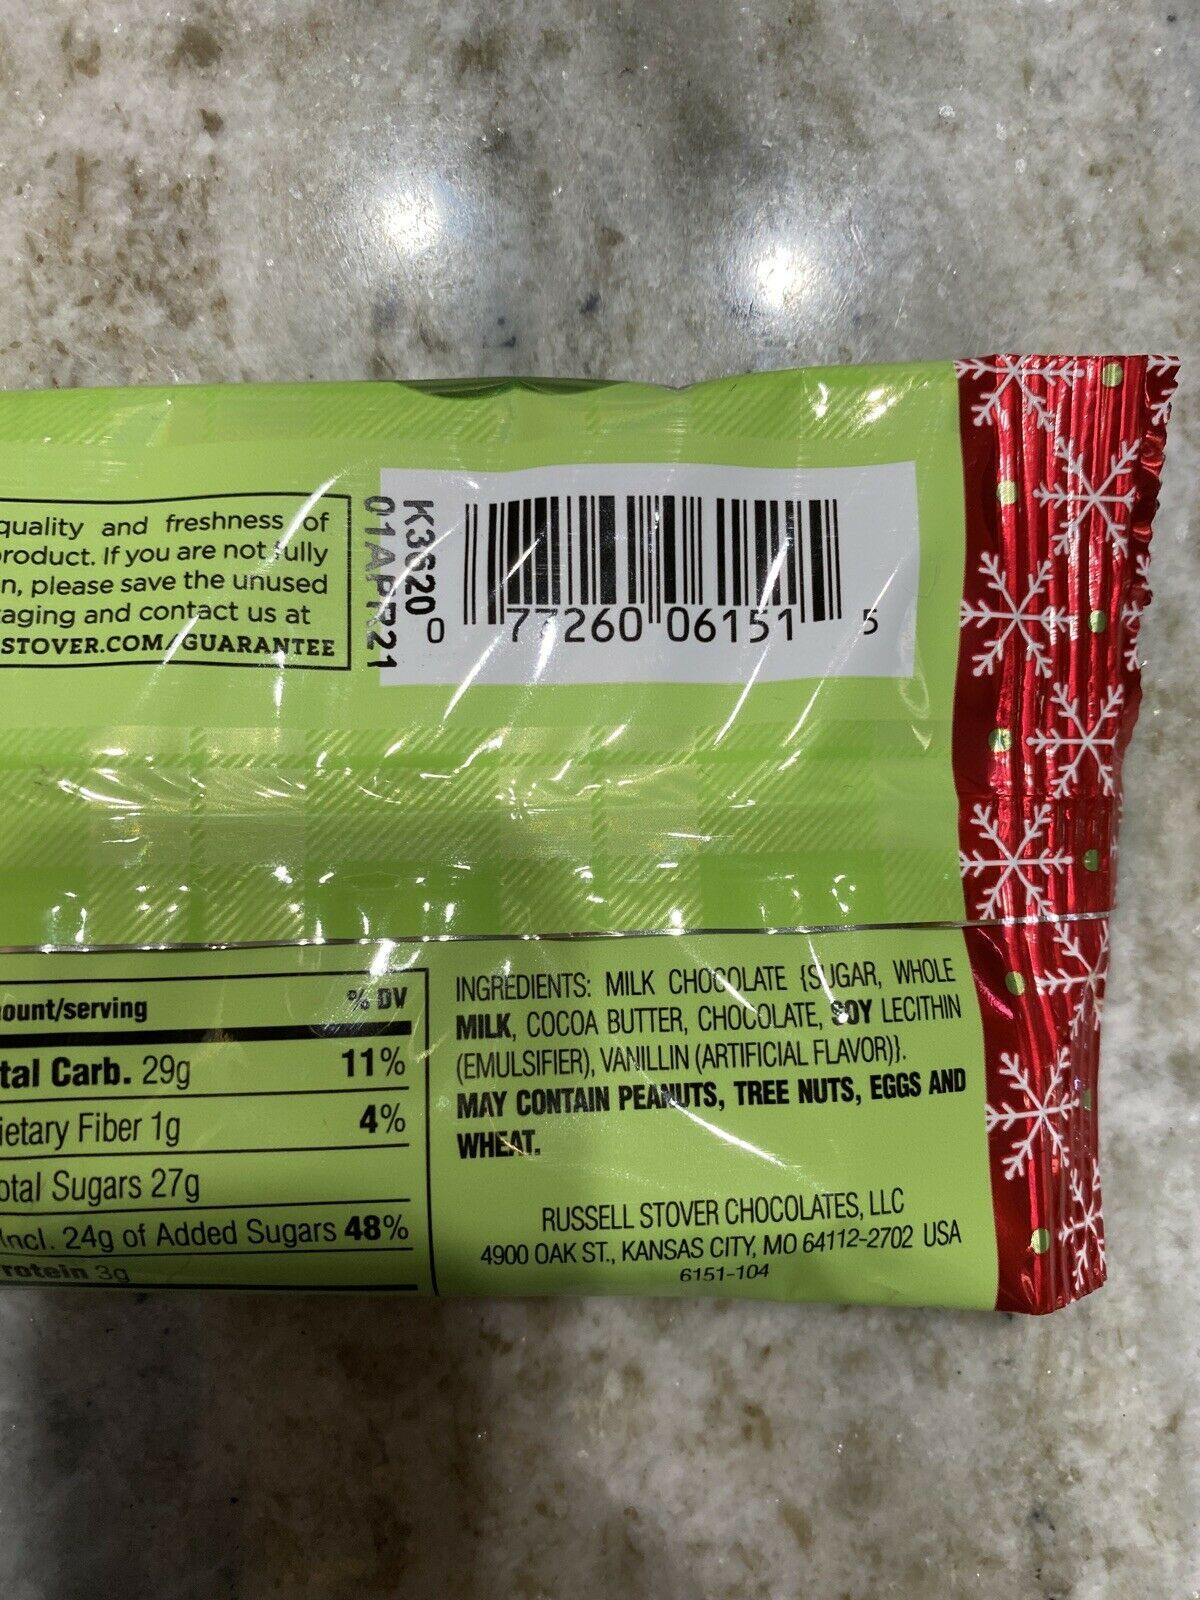 quality and freshness of
product. If you are not fully
n, please save the unused
aging and contact us at
STOVER.COM/GUARANTEE
K3620
01APR21
0 77260 06151 5
ount/serving % DV
tal Carb. 29g 11%
ietary Fiber 1g 4%
otal Sugars 27g
Incl. 24g of Added Sugars 48%
rotein 3g
INGREDIENTS: MILK CHOCOLATE {SUGAR, WHOLE
MILK, COCOA BUTTER, CHOCOLATE, SOY LECITHIN
(EMULSIFIER), VANILLIN (ARTIFICIAL FLAVOR)}.
MAY CONTAIN PEANUTS, TREE NUTS, EGGS AND
WHEAT.
RUSSELL STOVER CHOCOLATES, LLC
4900 OAK ST., KANSAS CITY, MO 64112-2702 USA
6151-104